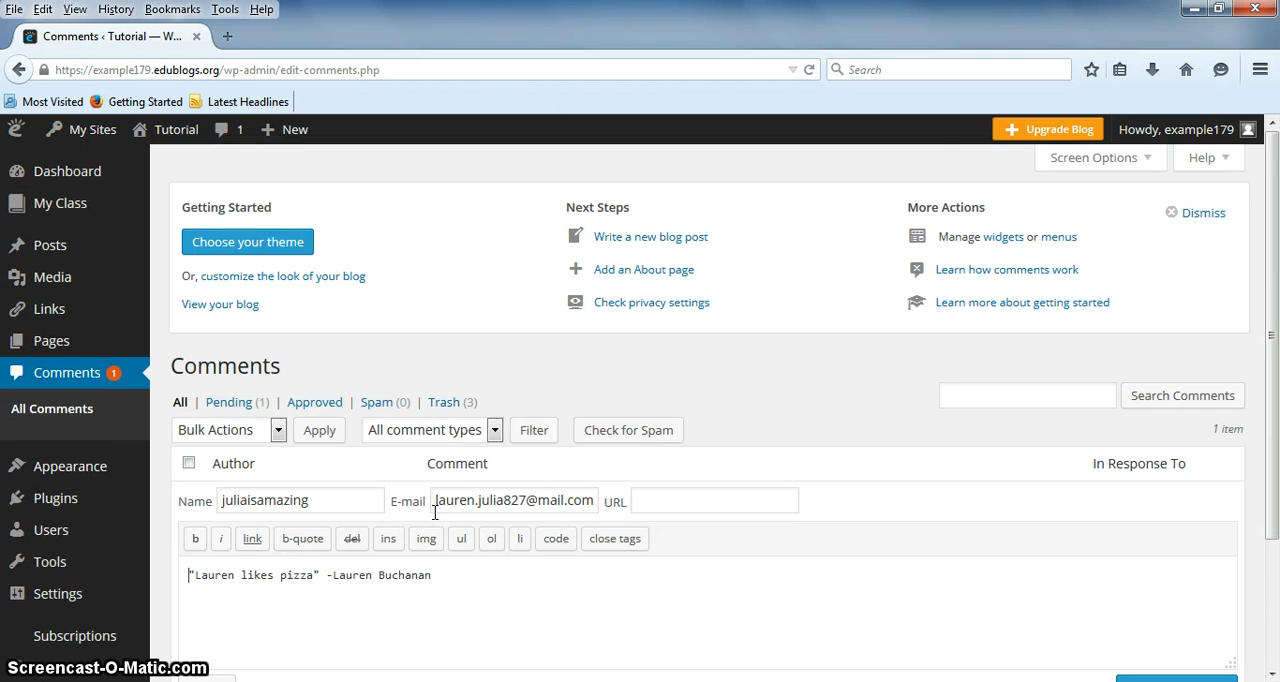 File Edit View History Bookmarks Tools Help
Comments ‹ Tutorial — W... × +
https://example179.edublogs.org/wp-admin/edit-comments.php Search
Most Visited Getting Started Latest Headlines
My Sites Tutorial 1 + New Upgrade Blog Howdy, example179
Screen Options Help
Dashboard
My Class
Posts
Media
Links
Pages
Comments 1
All Comments
Appearance
Plugins
Users
Tools
Settings
Subscriptions
Getting Started
Choose your theme
Or, customize the look of your blog
View your blog
Next Steps
Write a new blog post
Add an About page
Check privacy settings
More Actions
Manage widgets or menus
Learn how comments work
Learn more about getting started
Dismiss
Comments
All | Pending (1) | Approved | Spam (0) | Trash (3)
Search Comments
Bulk Actions Apply All comment types Filter Check for Spam
1 item
Author Comment In Response To
Name juliaisamazing E-mail lauren.julia827@mail.com URL
b i link b-quote del ins img ul ol li code close tags
"Lauren likes pizza" -Lauren Buchanan
Screencast-O-Matic.com